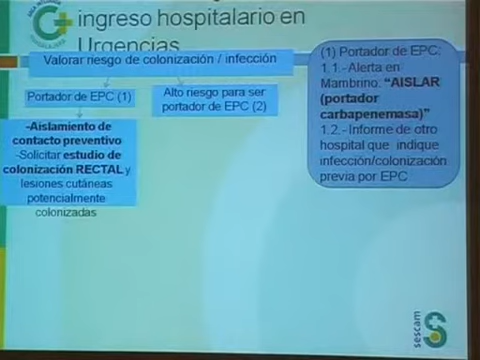 ingreso hospitalario en
Urgencias
Valorar riesgo de colonización / infección
Portador de EPC (1)
Alto riesgo para ser
portador de EPC (2)
-Aislamiento de
contacto preventivo
-Solicitar estudio de
colonización RECTAL y
lesiones cutáneas
potencialmente
colonizadas
(1) Portador de EPC:
1.1.- Alerta en
Mambrino: “AISLAR
(portador
carbapenemasa)”
1.2.- Informe de otro
hospital que indique
infección/colonización
previa por EPC
sescam